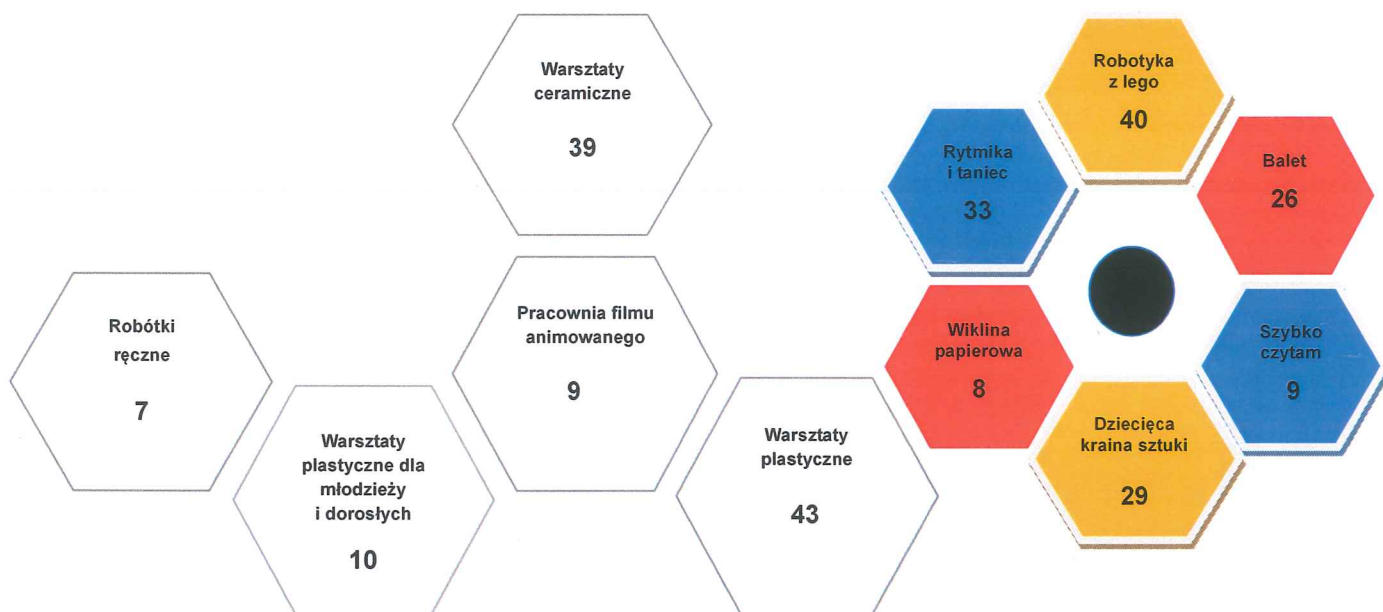 Warsztaty
ceramiczne
39
Robotyka
z lego
40
Rytmika
i taniec
33
Balet
26
Robótki
ręczne
7
Pracownia filmu
animowanego
9
Wiklina
papierowa
8
Szybko
czytam
9
Warsztaty
plastyczne dla
młodzieży
i dorosłych
10
Warsztaty
plastyczne
43
Dziecięca
kraina sztuki
29